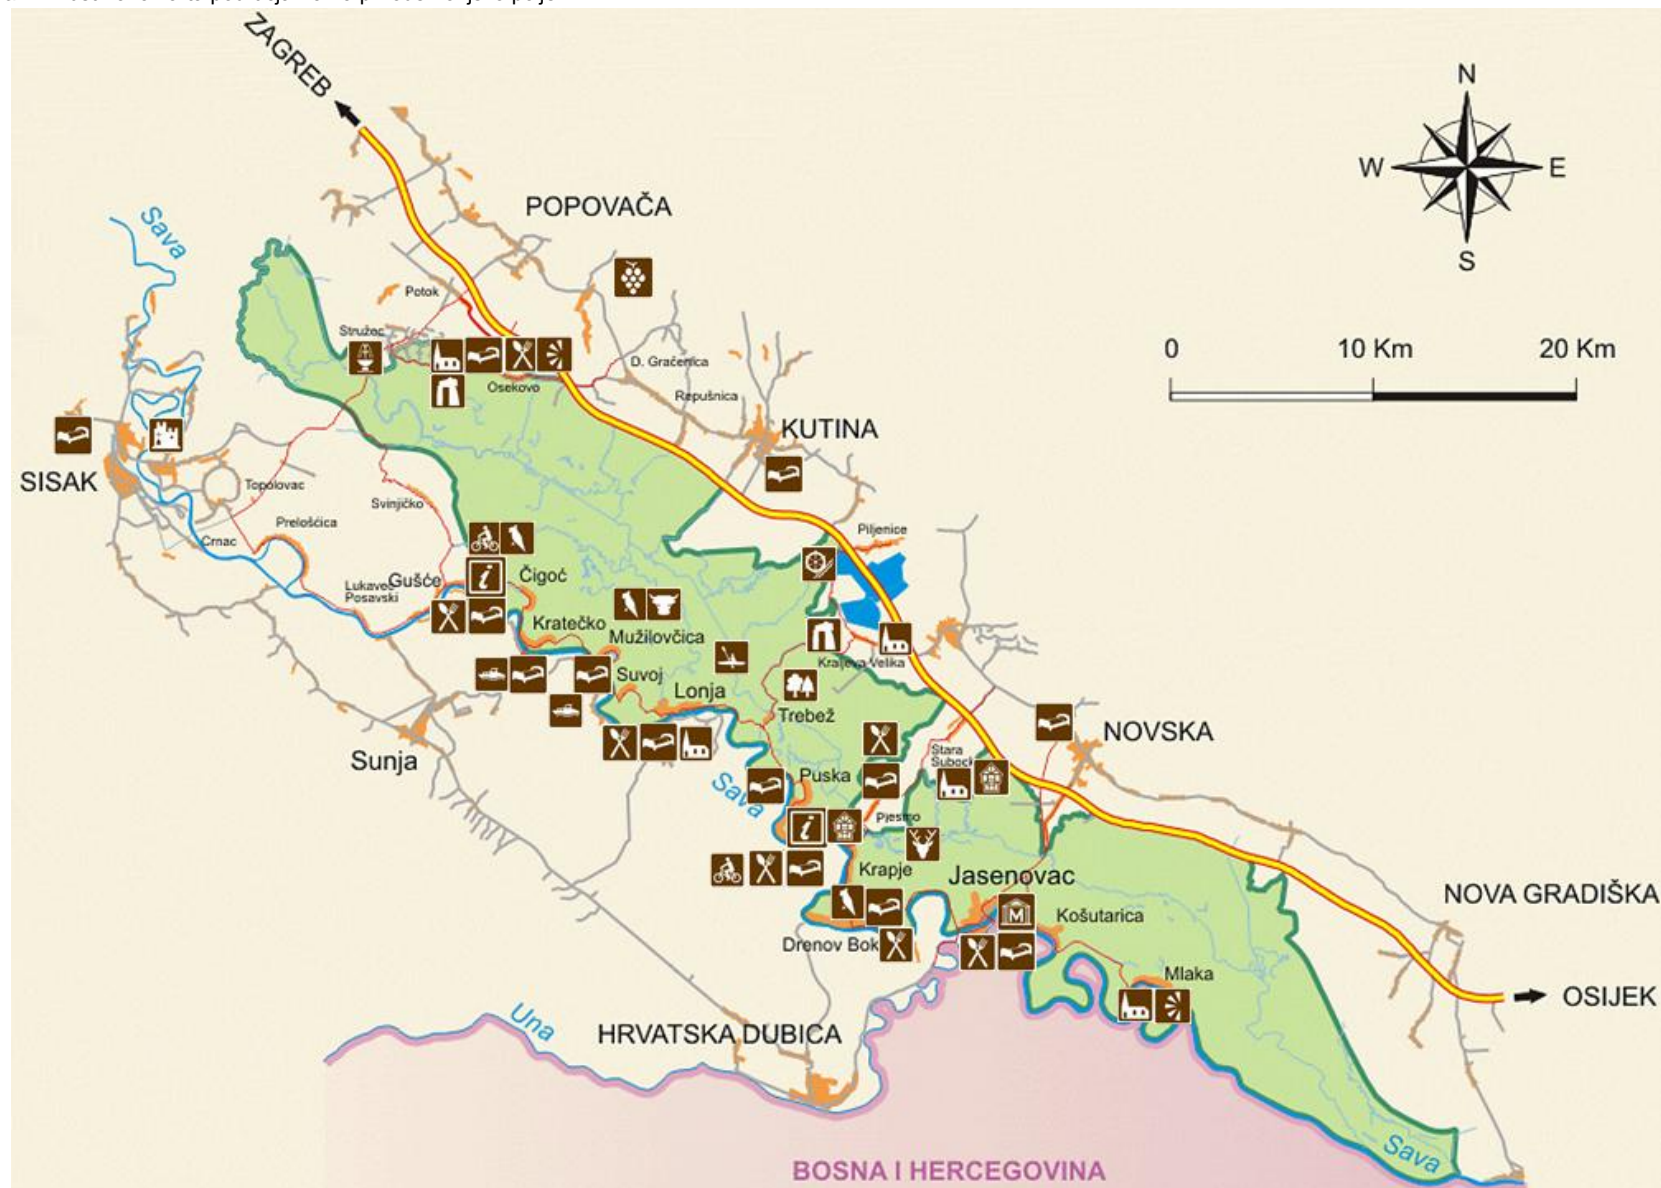 ZAGREB
N
W
E
S
POPOVAČA
Sava
Potok
0
10 Km
20 Km
Stružec
D. Gračenica
Osekovo
Repušnica
KUTINA
SISAK
Topolovac
Svinjičko
Prelošćica
Piljenice
Crnac
Lukavec
Posavski
Gušće
i
Čigoć
Kratečko
Mužilovčica
Kraljeva Velika
Suvoj
Lonja
Trebež
NOVSKA
Stara
Subock
Sunja
Puska
Sava
i
Pjesmo
Krapje
Jasenovac
NOVA GRADIŠKA
M
Košutarica
Drenov Bok
Mlaka
OSIJEK
Una
HRVATSKA DUBICA
Sava
BOSNA I HERCEGOVINA